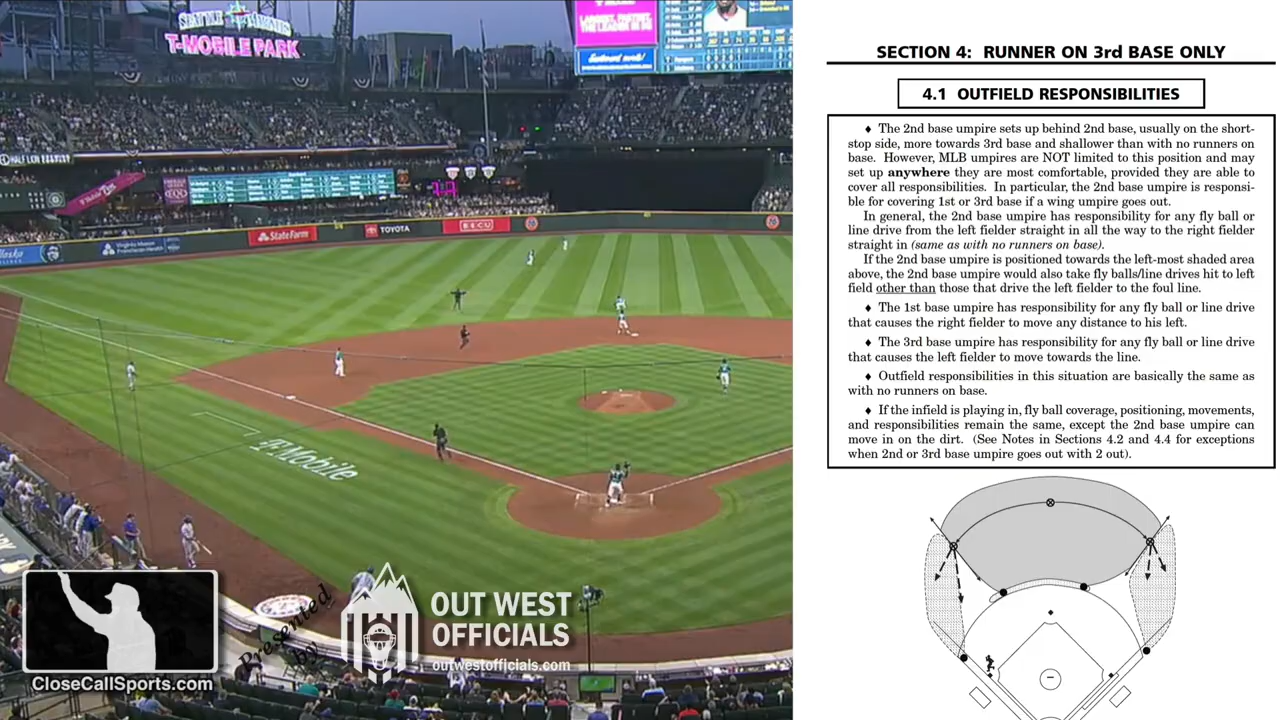 SEATTLE MARINERS
T-MOBILE PARK
StateFarm
TOYOTA
BECU
T-Mobile
CloseCallSports.com
Presented
by
OUT WEST
OFFICIALS
outwestofficials.com
SECTION 4: RUNNER ON 3rd BASE ONLY
4.1 OUTFIELD RESPONSIBILITIES
♦ The 2nd base umpire sets up behind 2nd base, usually on the short-
stop side, more towards 3rd base and shallower than with no runners on
base. However, MLB umpires are NOT limited to this position and may
set up anywhere they are most comfortable, provided they are able to
cover all responsibilities. In particular, the 2nd base umpire is responsi-
ble for covering 1st or 3rd base if a wing umpire goes out.
In general, the 2nd base umpire has responsibility for any fly ball or
line drive from the left fielder straight in all the way to the right fielder
straight in (same as with no runners on base).
If the 2nd base umpire is positioned towards the left-most shaded area
above, the 2nd base umpire would also take fly balls/line drives hit to left
field other than those that drive the left fielder to the foul line.
♦ The 1st base umpire has responsibility for any fly ball or line drive
that causes the right fielder to move any distance to his left.
♦ The 3rd base umpire has responsibility for any fly ball or line drive
that causes the left fielder to move towards the line.
♦ Outfield responsibilities in this situation are basically the same as
with no runners on base.
♦ If the infield is playing in, fly ball coverage, positioning, movements,
and responsibilities remain the same, except the 2nd base umpire can
move in on the dirt. (See Notes in Sections 4.2 and 4.4 for exceptions
when 2nd or 3rd base umpire goes out with 2 out).